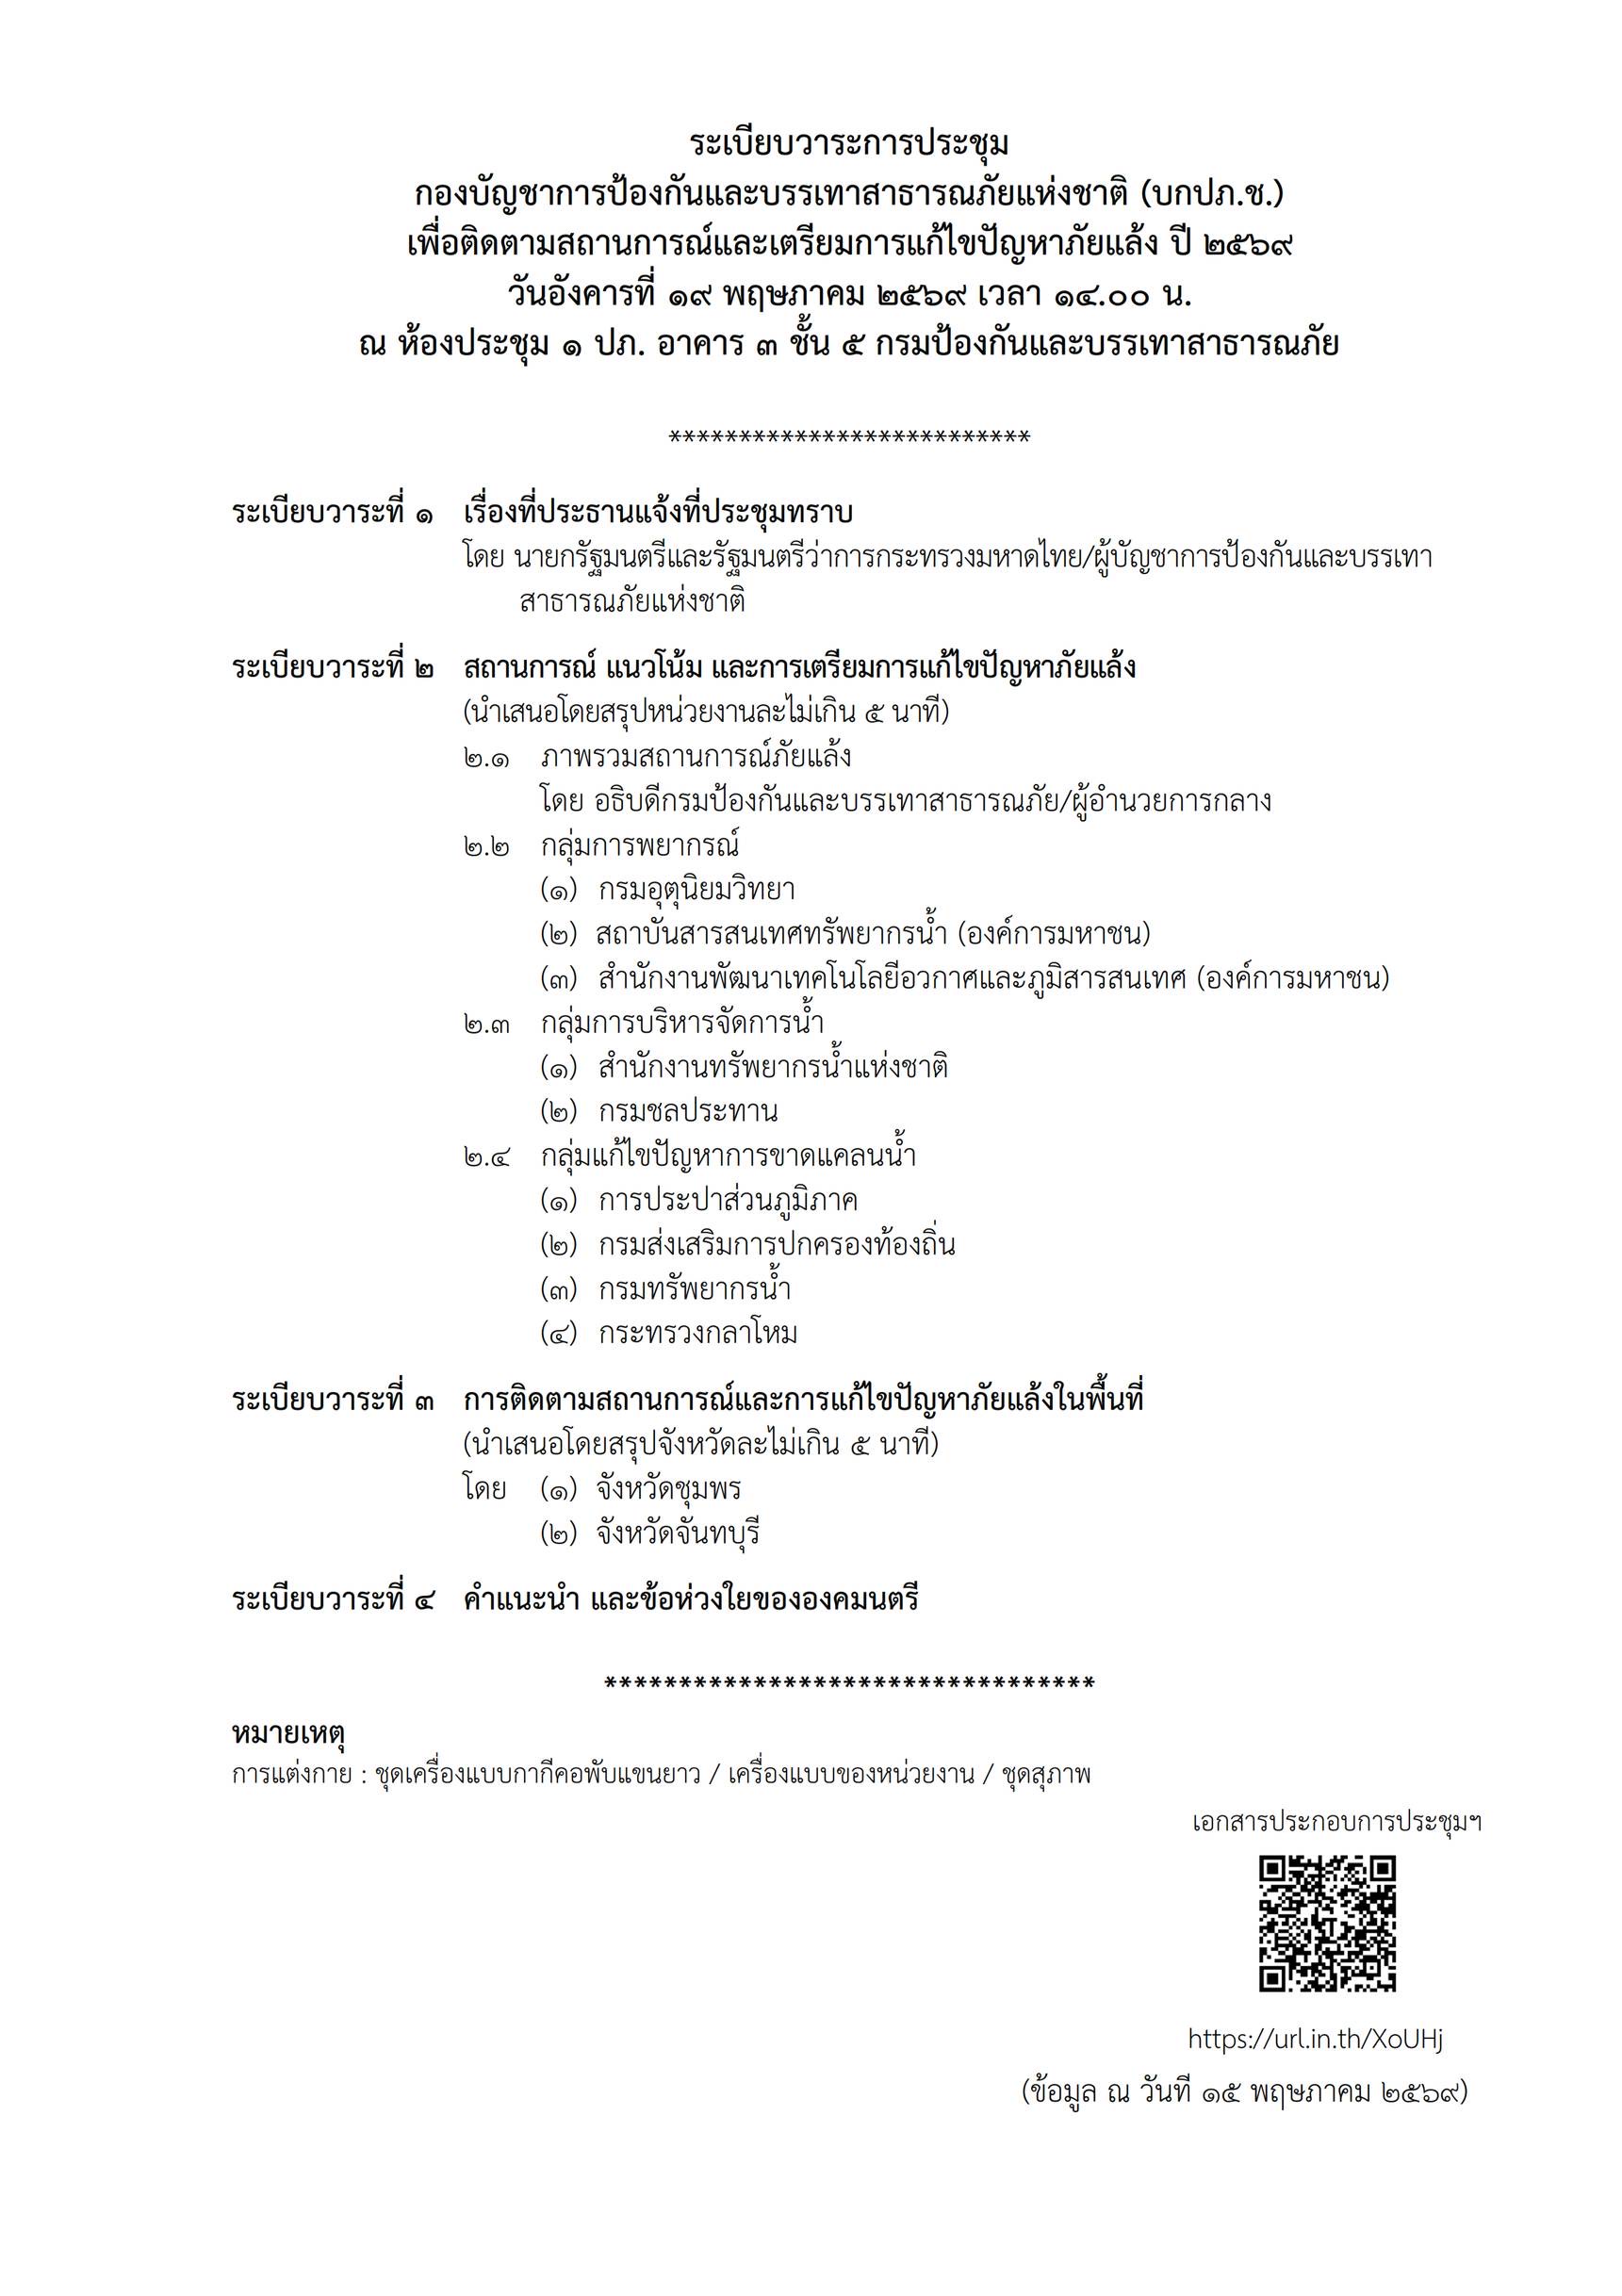 ระเบียบวาระการประชุม
กองบัญชาการป้องกันและบรรเทาสาธารณภัยแห่งชาติ (บกปภ.ช.)
เพื่อติดตามสถานการณ์และเตรียมการแก้ไขปัญหาภัยแล้ง ปี ๒๕๖๙
วันอังคารที่ ๑๙ พฤษภาคม ๒๕๖๙ เวลา ๑๔.๐๐ น.
ณ ห้องประชุม ๑ ปภ. อาคาร ๓ ชั้น ๕ กรมป้องกันและบรรเทาสาธารณภัย
**************************
ระเบียบวาระที่ ๑ เรื่องที่ประธานแจ้งที่ประชุมทราบ
โดย นายกรัฐมนตรีและรัฐมนตรีว่าการกระทรวงมหาดไทย/ผู้บัญชาการป้องกันและบรรเทา
สาธารณภัยแห่งชาติ
ระเบียบวาระที่ ๒ สถานการณ์ แนวโน้ม และการเตรียมการแก้ไขปัญหาภัยแล้ง
(นำเสนอโดยสรุปหน่วยงานละไม่เกิน ๕ นาที)
๒.๑ ภาพรวมสถานการณ์ภัยแล้ง
โดย อธิบดีกรมป้องกันและบรรเทาสาธารณภัย/ผู้อำนวยการกลาง
๒.๒ กลุ่มการพยากรณ์
(๑) กรมอุตุนิยมวิทยา
(๒) สถาบันสารสนเทศทรัพยากรน้ำ (องค์การมหาชน)
(๓) สำนักงานพัฒนาเทคโนโลยีอวกาศและภูมิสารสนเทศ (องค์การมหาชน)
๒.๓ กลุ่มการบริหารจัดการน้ำ
(๑) สำนักงานทรัพยากรน้ำแห่งชาติ
(๒) กรมชลประทาน
๒.๔ กลุ่มแก้ไขปัญหาการขาดแคลนน้ำ
(๑) การประปาส่วนภูมิภาค
(๒) กรมส่งเสริมการปกครองท้องถิ่น
(๓) กรมทรัพยากรน้ำ
(๔) กระทรวงกลาโหม
ระเบียบวาระที่ ๓ การติดตามสถานการณ์และการแก้ไขปัญหาภัยแล้งในพื้นที่
(นำเสนอโดยสรุปจังหวัดละไม่เกิน ๕ นาที)
โดย (๑) จังหวัดชุมพร
(๒) จังหวัดจันทบุรี
ระเบียบวาระที่ ๔ คำแนะนำ และข้อห่วงใยขององคมนตรี
*********************************
หมายเหตุ
การแต่งกาย : ชุดเครื่องแบบกากีคอพับแขนยาว / เครื่องแบบของหน่วยงาน / ชุดสุภาพ
เอกสารประกอบการประชุมฯ
https://url.in.th/XoUHj
(ข้อมูล ณ วันที ๑๕ พฤษภาคม ๒๕๖๙)